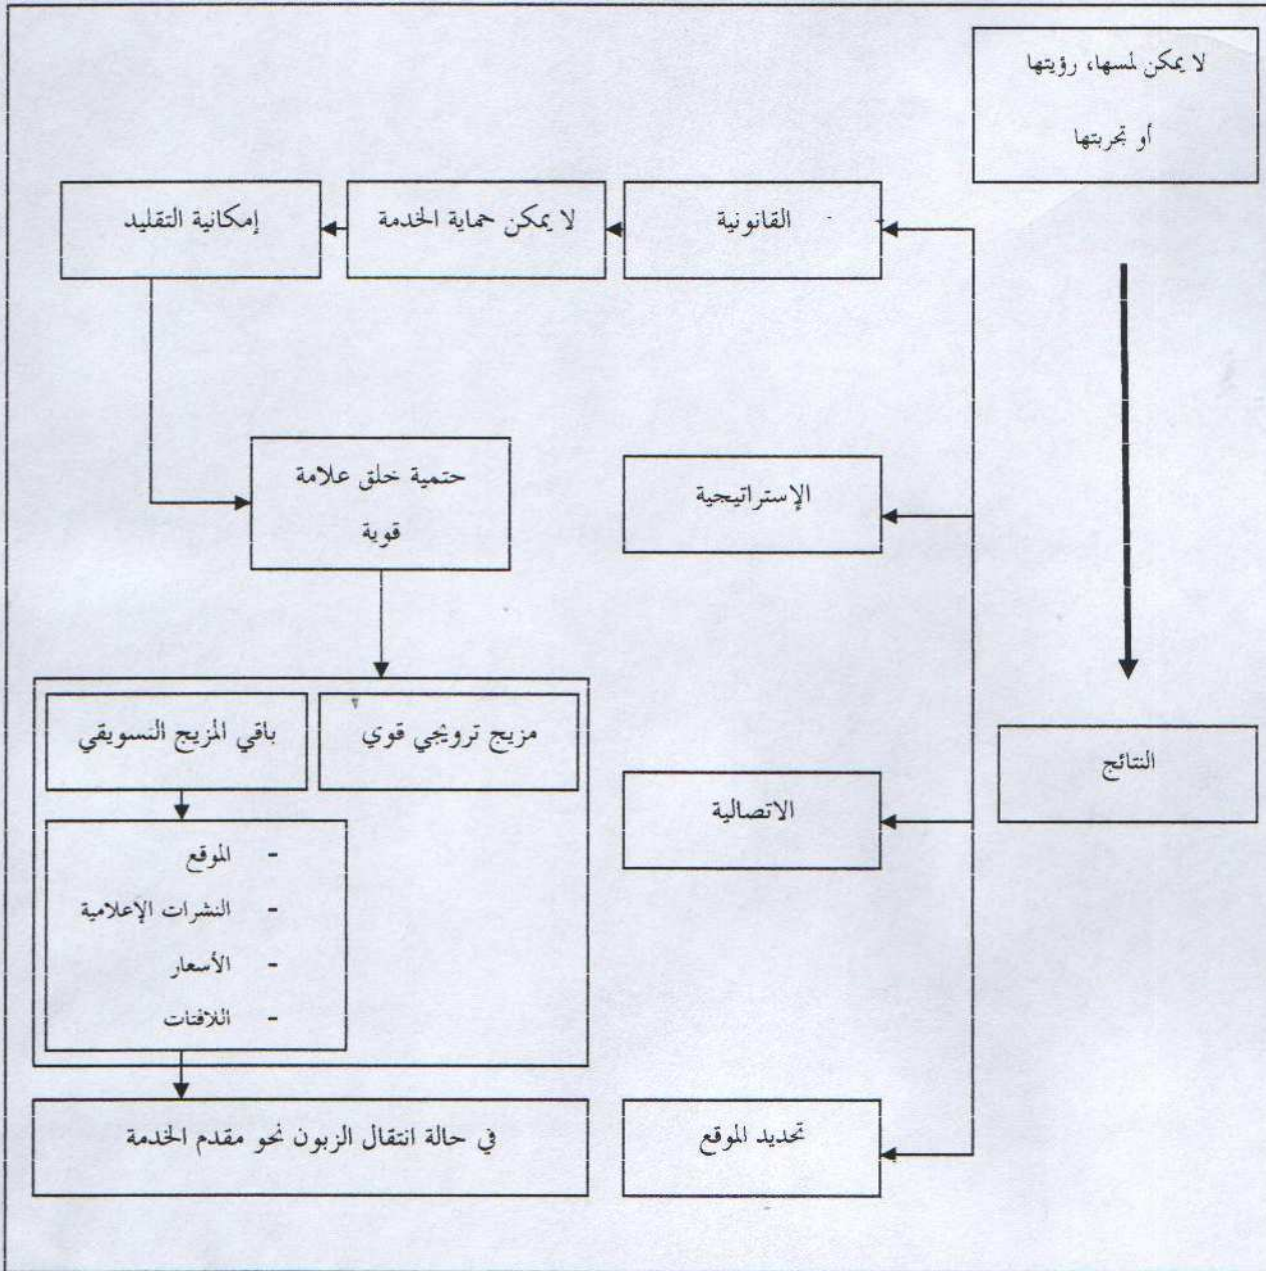 لا يمكن لمسها، رؤيتها
أو تجربتها
القانونية
لا يمكن حماية الخدمة
إمكانية التقليد
الإستراتيجية
حتمية خلق علامة
قوية
النتائج
الاتصالية
مزيج ترويجي قوي
باقي المزيج التسويقي
- الموقع
- النشرات الإعلامية
- الأسعار
- اللافتات
تحديد الموقع
في حالة انتقال الزبون نحو مقدم الخدمة